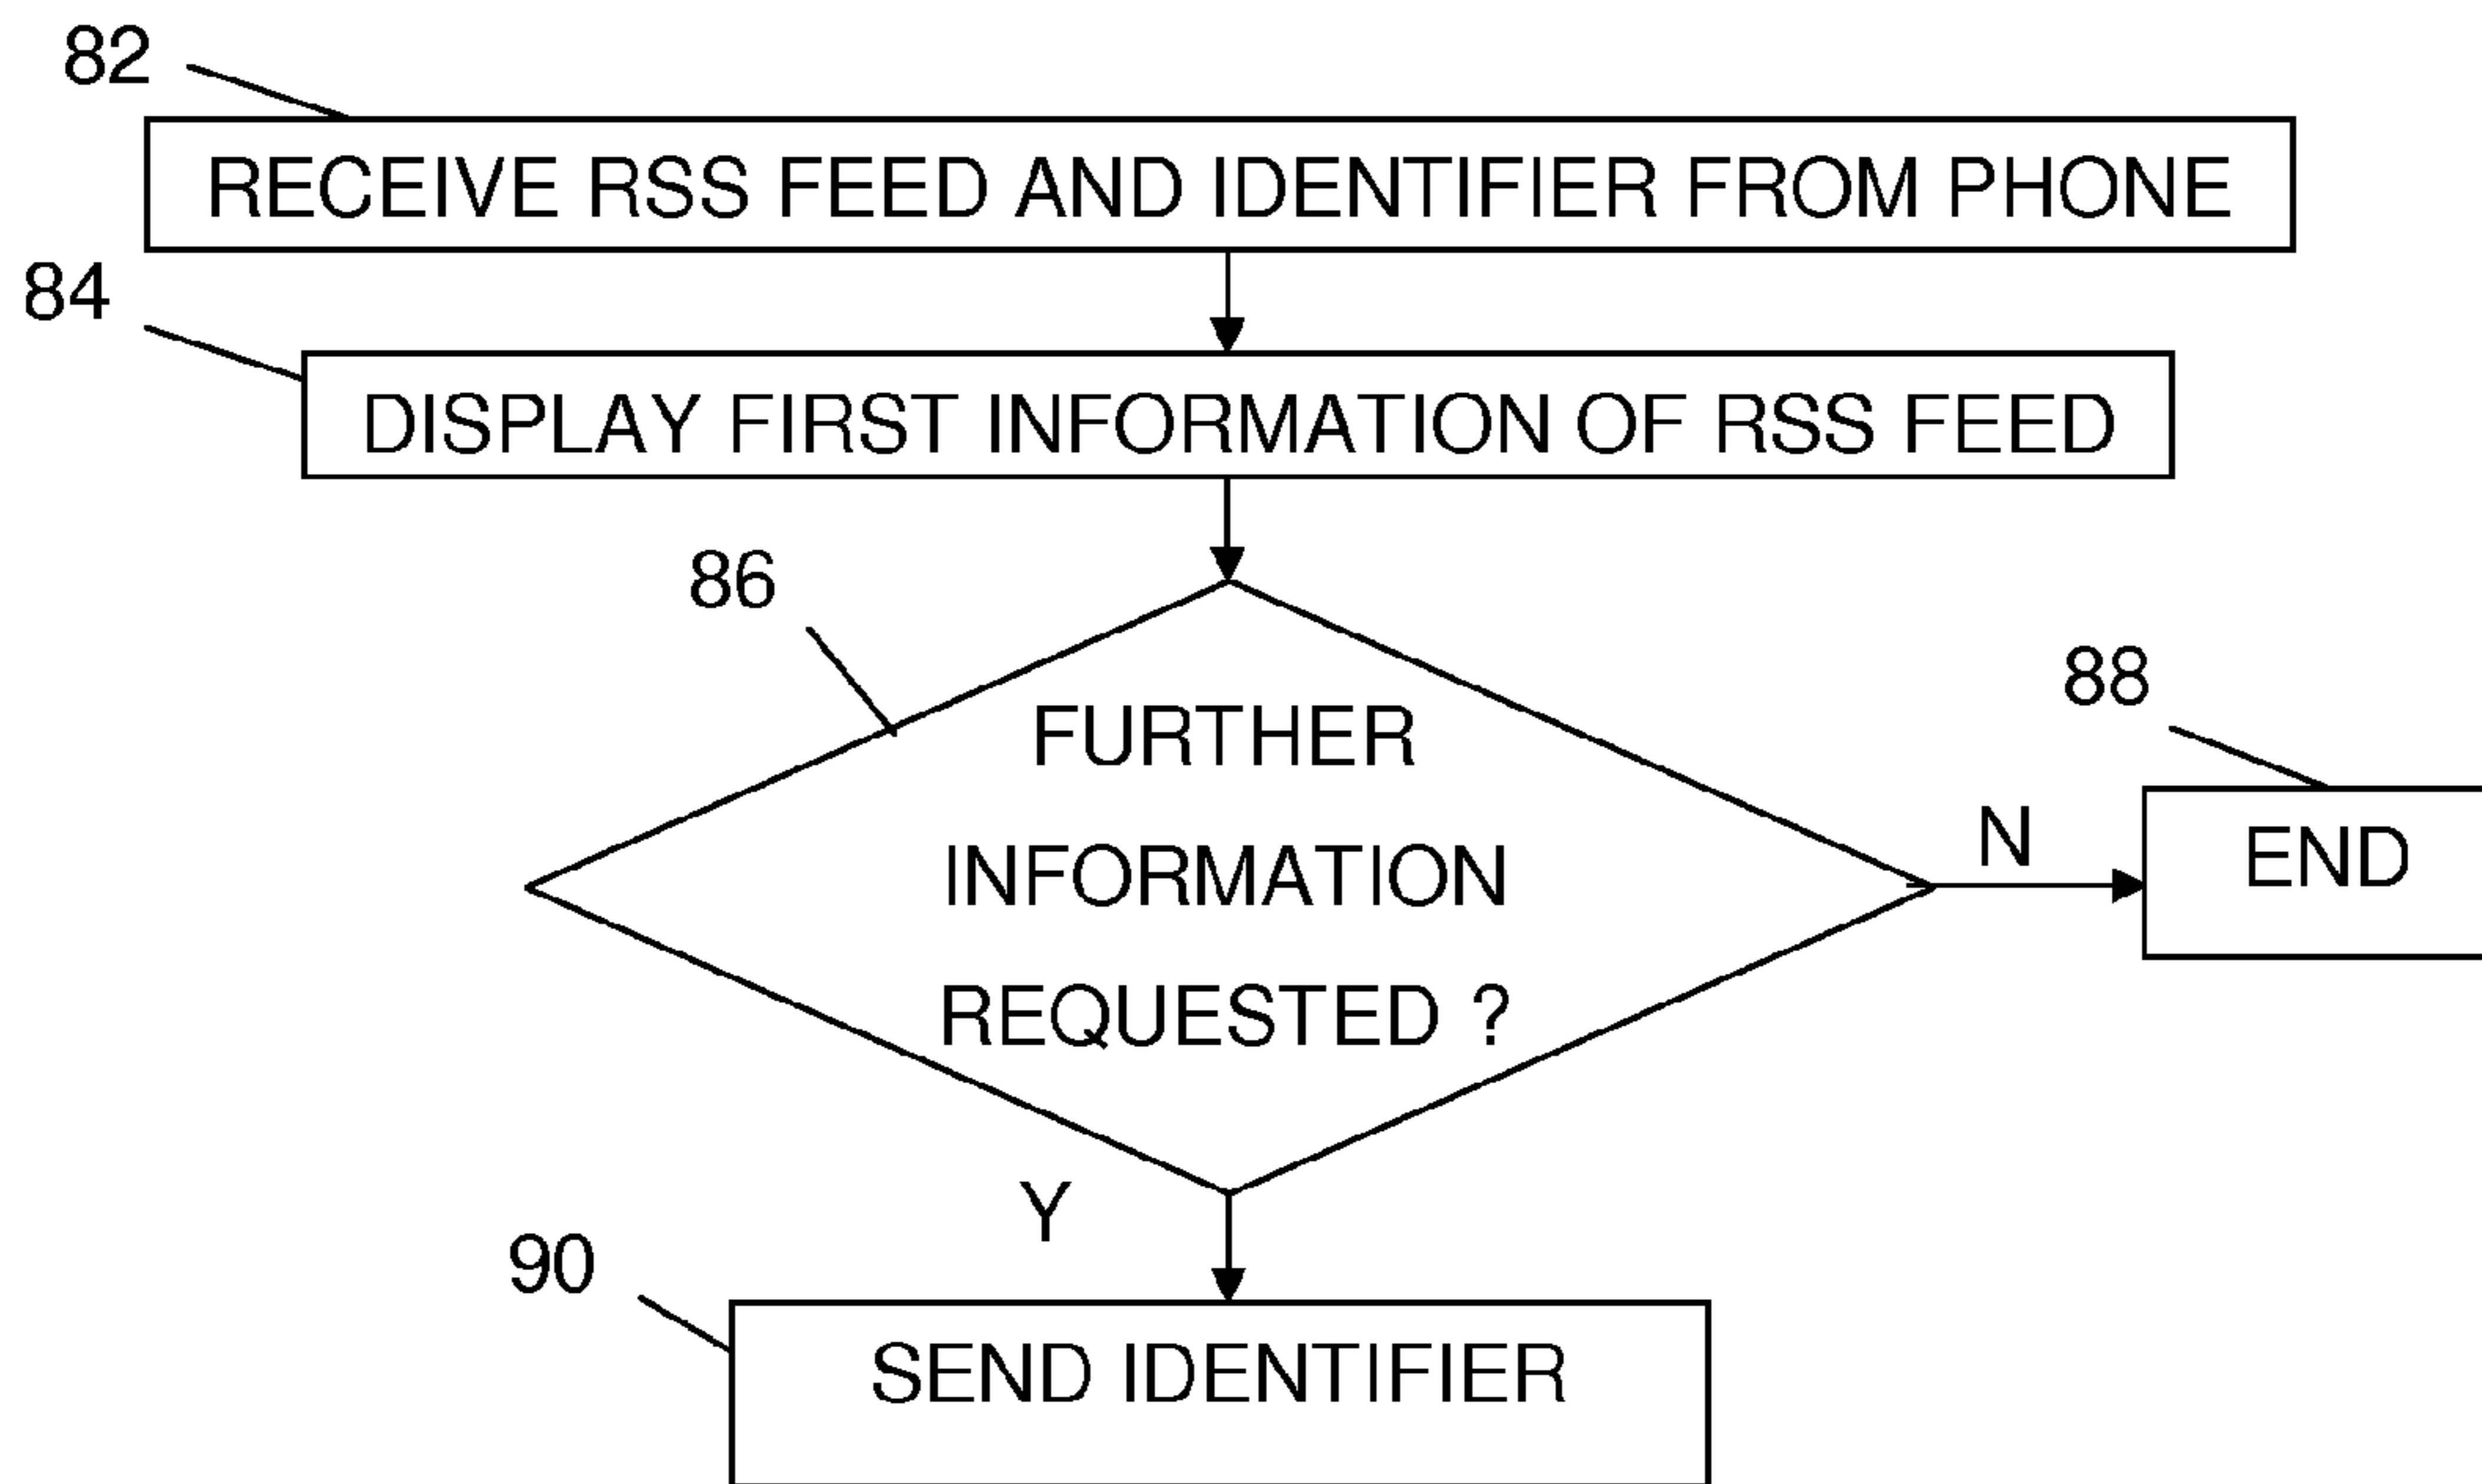 82
RECEIVE RSS FEED AND IDENTIFIER FROM PHONE
84
DISPLAY FIRST INFORMATION OF RSS FEED
86
FURTHER
INFORMATION
REQUESTED ?
88
N
END
Y
90
SEND IDENTIFIER